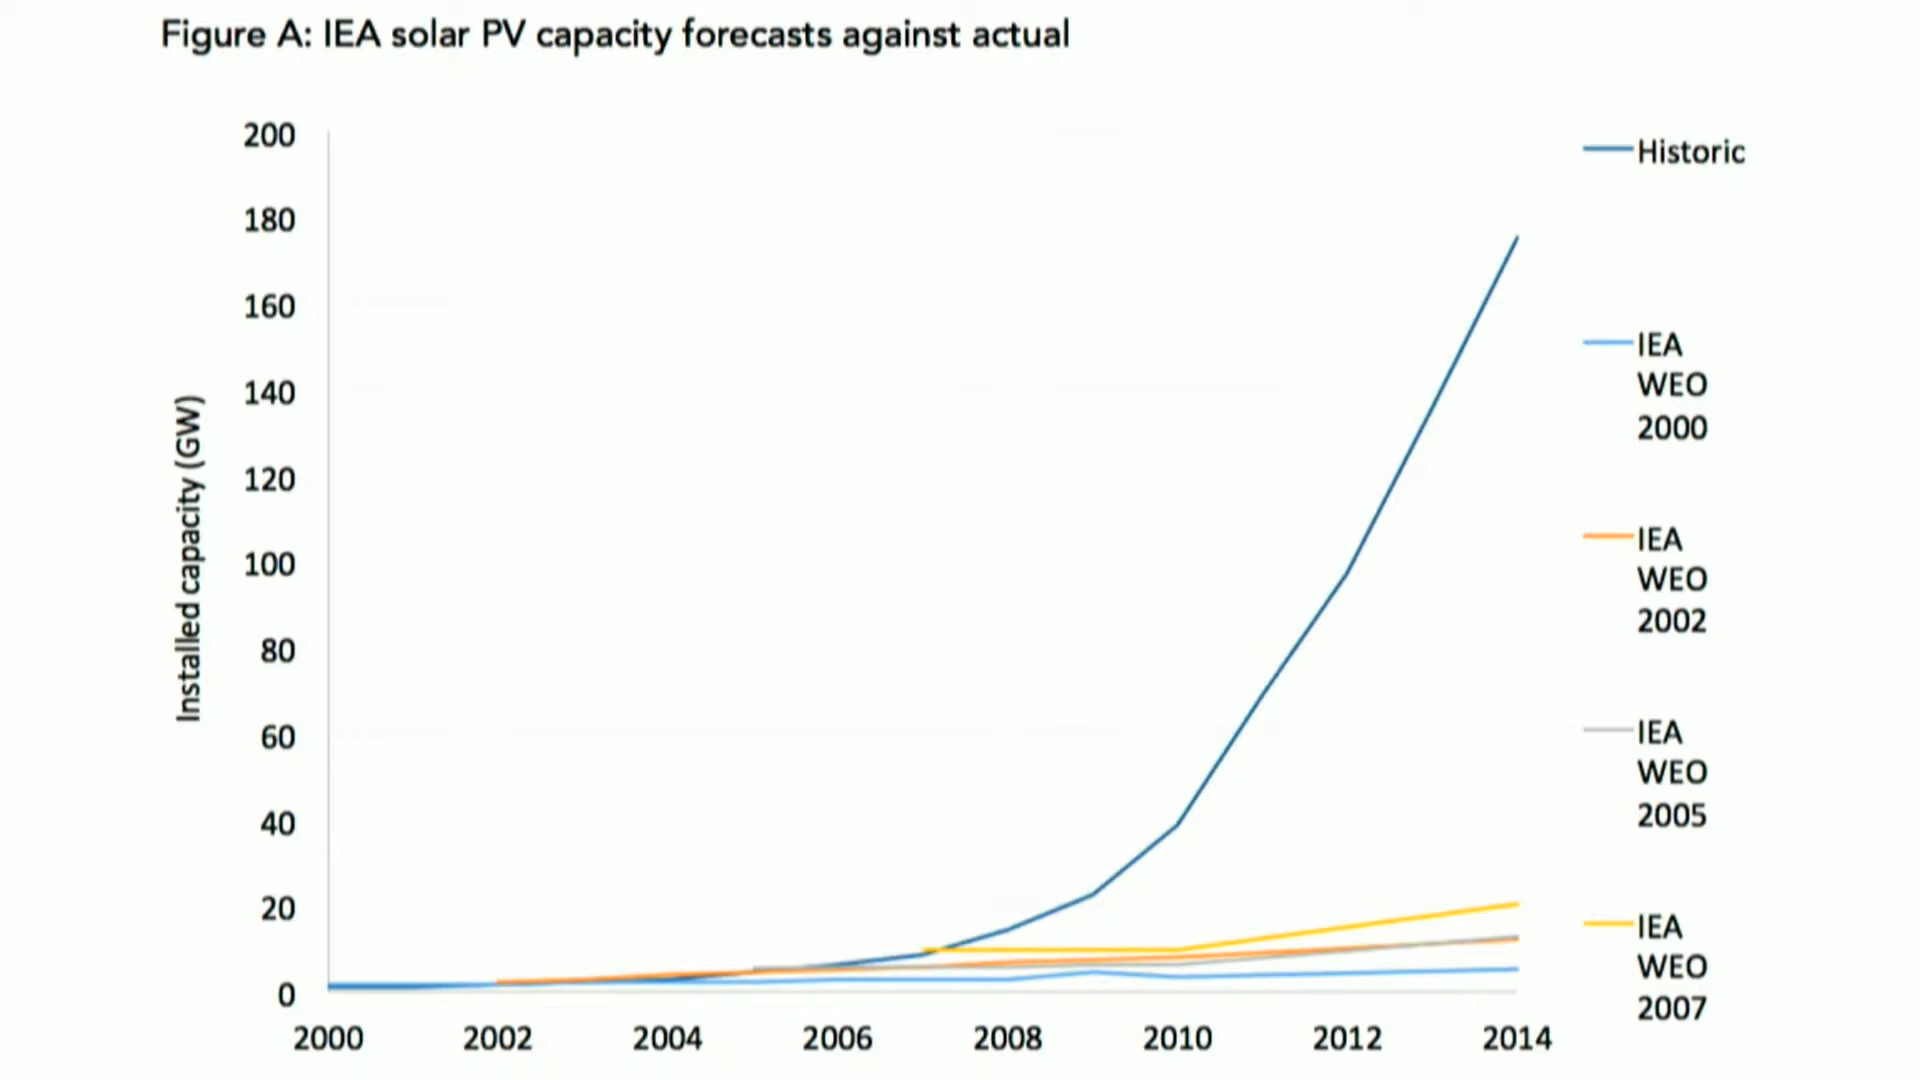 Figure A: IEA solar PV capacity forecasts against actual
Installed capacity (GW)
200
180
160
140
120
100
80
60
40
20
0
2000 2002 2004 2006 2008 2010 2012 2014
Historic
IEA
WEO
2000
IEA
WEO
2002
IEA
WEO
2005
IEA
WEO
2007